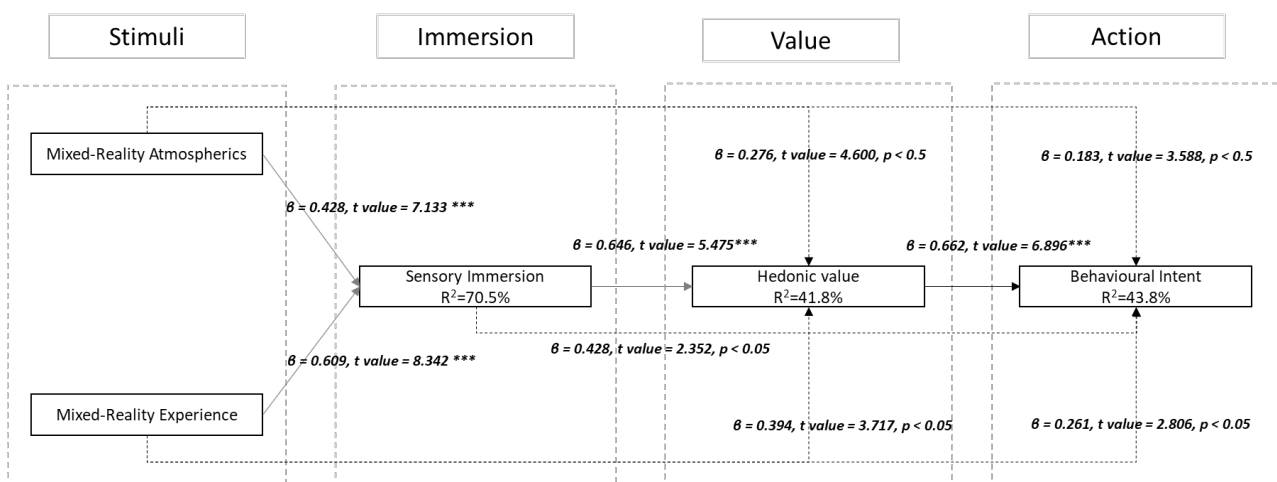 Stimuli
Immersion
Value
Action
Mixed-Reality Atmospherics
β = 0.276, t value = 4.600, p < 0.5
β = 0.183, t value = 3.588, p < 0.5
β = 0.428, t value = 7.133 ***
β = 0.646, t value = 5.475***
β = 0.662, t value = 6.896***
Sensory Immersion
R²=70.5%
Hedonic value
R²=41.8%
Behavioural Intent
R²=43.8%
β = 0.428, t value = 2.352, p < 0.05
β = 0.609, t value = 8.342 ***
Mixed-Reality Experience
β = 0.394, t value = 3.717, p < 0.05
β = 0.261, t value = 2.806, p < 0.05